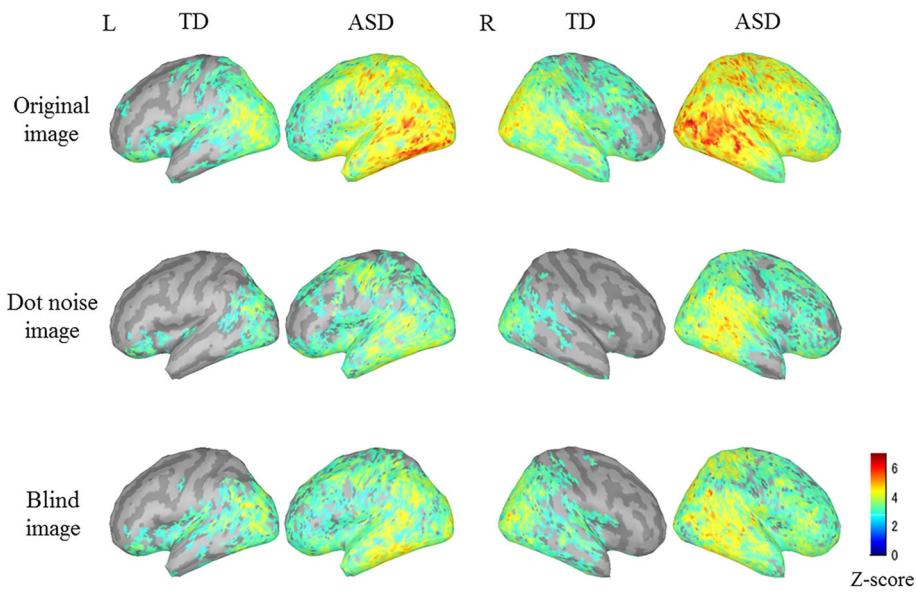 L TD ASD R TD ASD
Original
image
Dot noise
image
Blind
image
6
4
2
0
Z-score